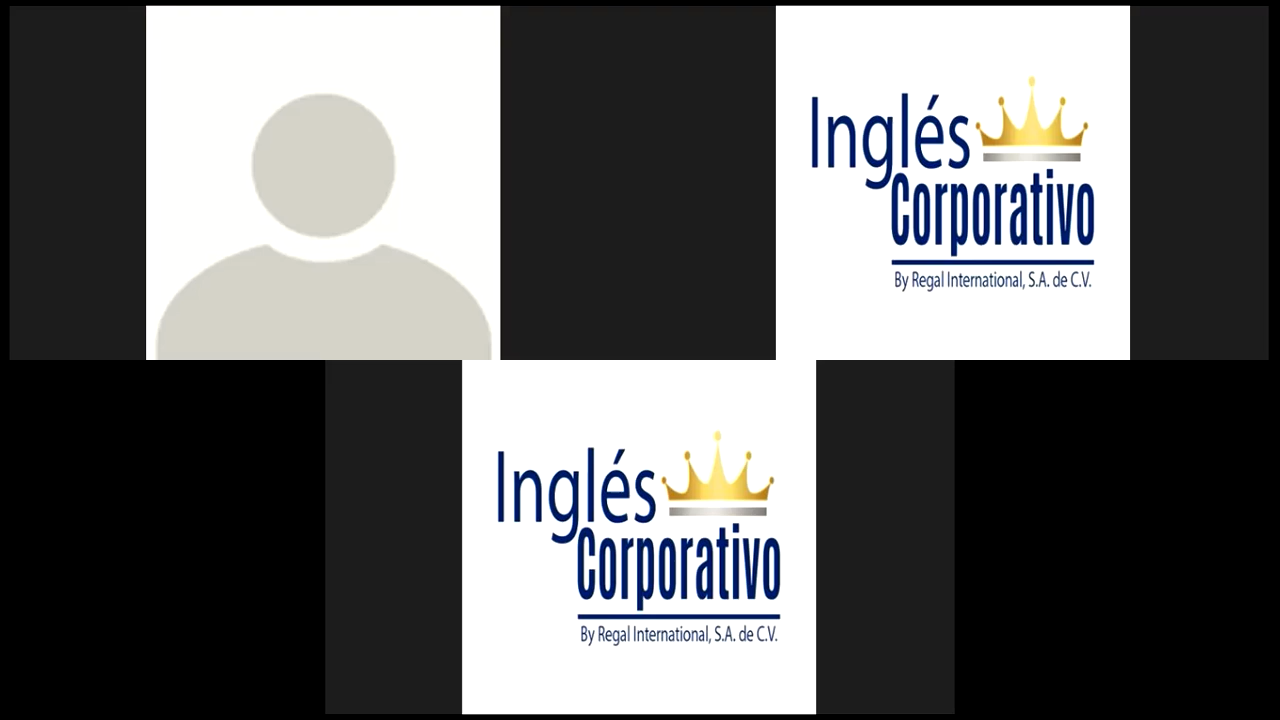 Inglés
Corporativo
By Regal International, S.A. de C.V.
Inglés
Corporativo
By Regal International, S.A. de C.V.